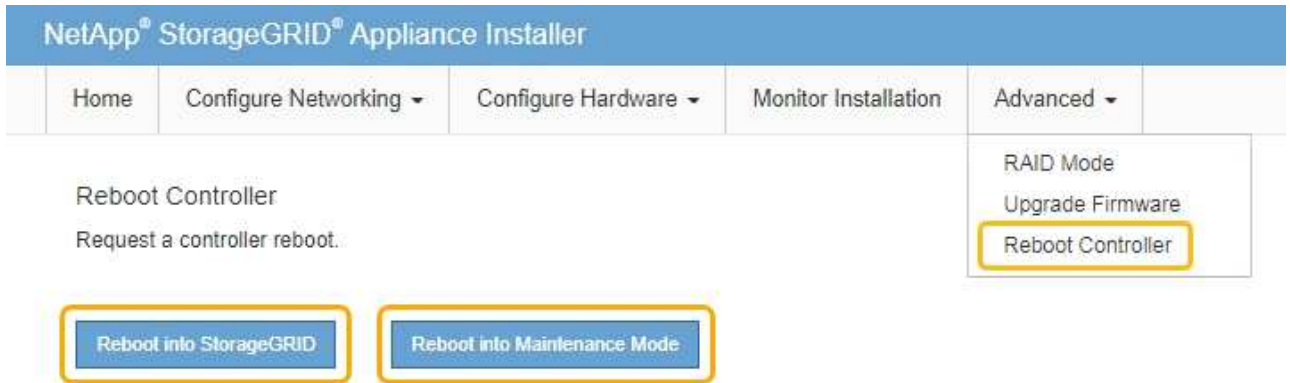 NetApp® StorageGRID® Appliance Installer
Home Configure Networking Configure Hardware Monitor Installation Advanced
RAID Mode
Upgrade Firmware
Reboot Controller
Reboot Controller
Request a controller reboot.
Reboot into StorageGRID Reboot into Maintenance Mode